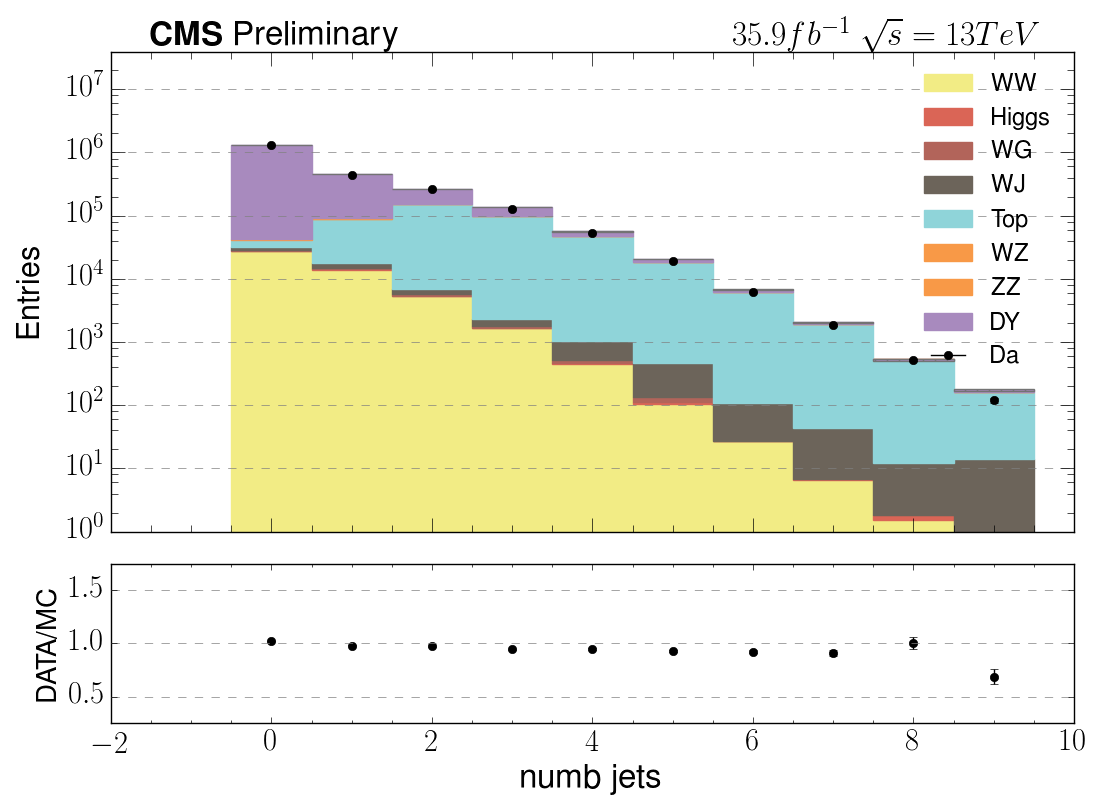 CMS Preliminary 35.9fb⁻¹ √s = 13TeV
10⁷
10⁶
10⁵
10⁴
10³
10²
10¹
10⁰
Entries
WW
Higgs
WG
WJ
Top
WZ
ZZ
DY
Da
1.5
1.0
0.5
DATA/MC
−2 0 2 4 6 8 10
numb jets